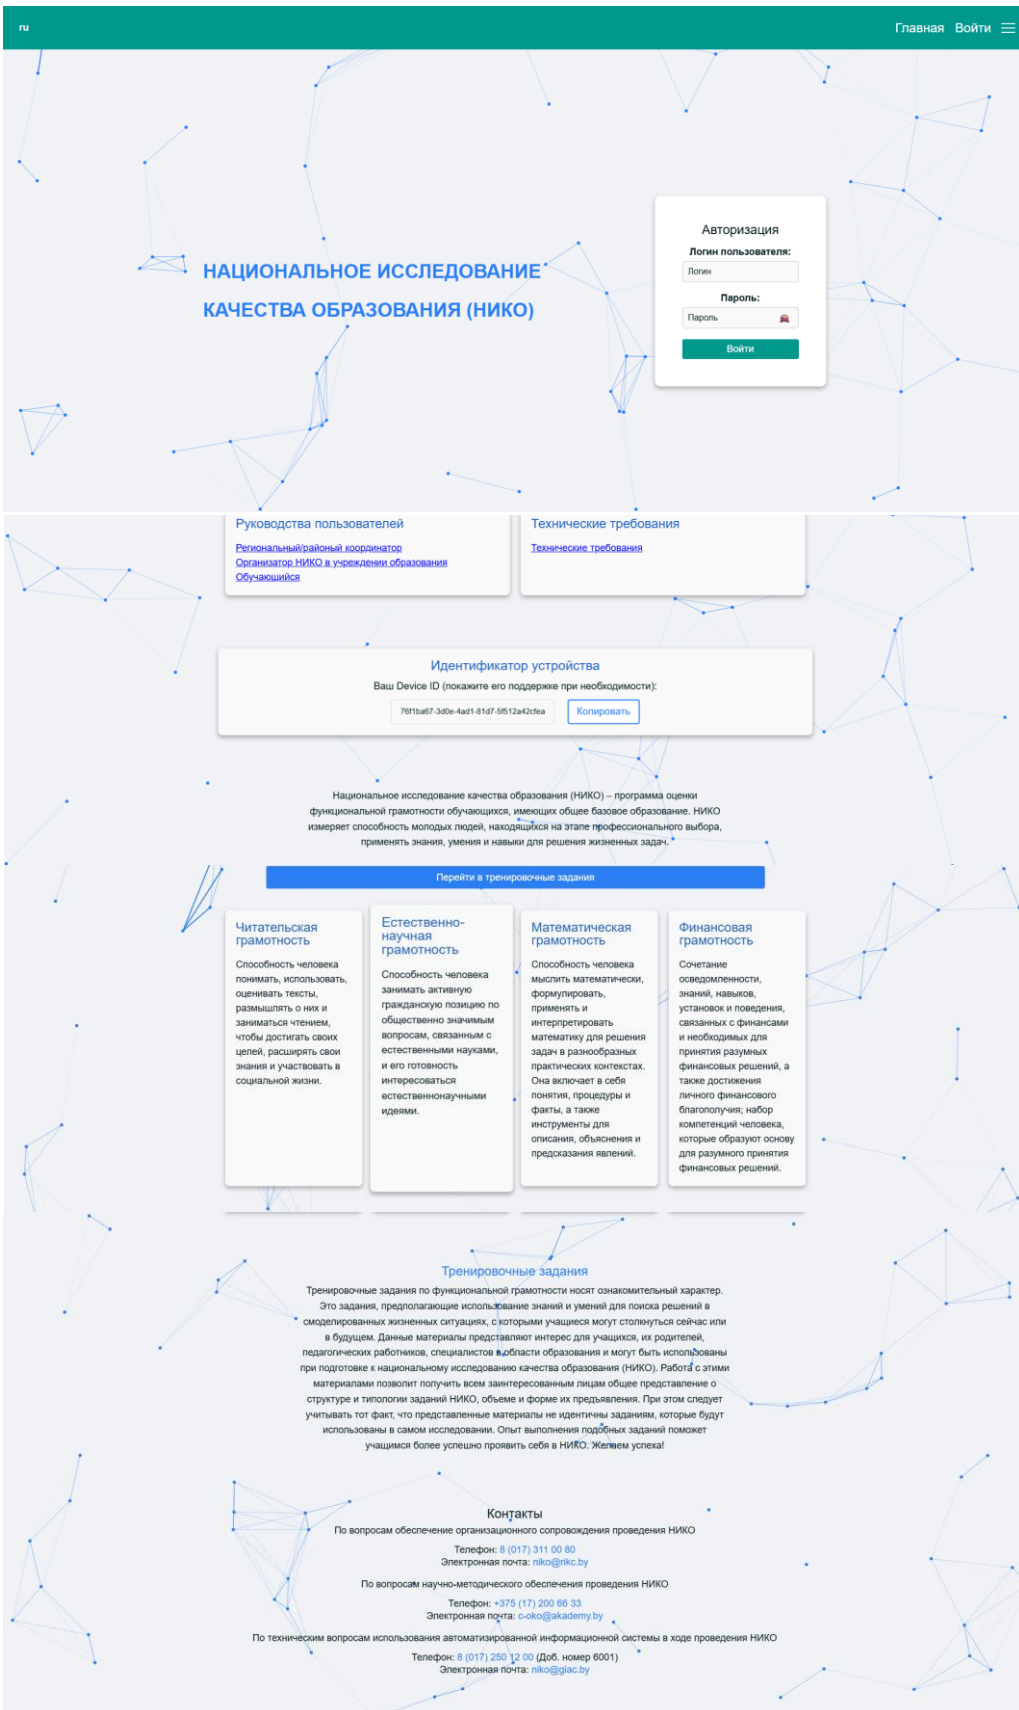 ru
Главная Войти
НАЦИОНАЛЬНОЕ ИССЛЕДОВАНИЕ
КАЧЕСТВА ОБРАЗОВАНИЯ (НИКО)
Авторизация
Логин пользователя:
Логин
Пароль:
Пароль
Войти
Руководства пользователей
Региональный/районый координатор
Организатор НИКО в учреждении образования
Обучающийся
Технические требования
Технические требования
Идентификатор устройства
Ваш Device ID (покажите его поддержке при необходимости):
76f1ba67-3d0e-4ad1-81d7-5f512a42cfea
Копировать
Национальное исследование качества образования (НИКО) – программа оценки
функциональной грамотности обучающихся, имеющих общее базовое образование. НИКО
измеряет способность молодых людей, находящихся на этапе профессионального выбора,
применять знания, умения и навыки для решения жизненных задач.
Перейти в тренировочные задания
Читательская
грамотность
Способность человека
понимать, использовать,
оценивать тексты,
размышлять о них и
заниматься чтением,
чтобы достигать своих
целей, расширять свои
знания и участвовать в
социальной жизни.
Естественно-
научная
грамотность
Способность человека
занимать активную
гражданскую позицию по
общественно значимым
вопросам, связанным с
естественными науками,
и его готовность
интересоваться
естественнонаучными
идеями.
Математическая
грамотность
Способность человека
мыслить математически,
формулировать,
применять и
интерпретировать
математику для решения
задач в разнообразных
практических контекстах.
Она включает в себя
понятия, процедуры и
факты, а также
инструменты для
описания, объяснения и
предсказания явлений.
Финансовая
грамотность
Сочетание
осведомленности,
знаний, навыков,
установок и поведения,
связанных с финансами
и необходимых для
принятия разумных
финансовых решений, а
также достижения
личного финансового
благополучия; набор
компетенций человека,
которые образуют основу
для разумного принятия
финансовых решений.
Тренировочные задания
Тренировочные задания по функциональной грамотности носят ознакомительный характер.
Это задания, предполагающие использование знаний и умений для поиска решений в
смоделированных жизненных ситуациях, с которыми учащиеся могут столкнуться сейчас или
в будущем. Данные материалы представляют интерес для учащихся, их родителей,
педагогических работников, специалистов в области образования и могут быть использованы
при подготовке к национальному исследованию качества образования (НИКО). Работа с этими
материалами позволит получить всем заинтересованным лицам общее представление о
структуре и типологии заданий НИКО, объеме и форме их предъявления. При этом следует
учитывать тот факт, что представленные материалы не идентичны заданиям, которые будут
использованы в самом исследовании. Опыт выполнения подобных заданий поможет
учащимся более успешно проявить себя в НИКО. Желаем успеха!
Контакты
По вопросам обеспечение организационного сопровождения проведения НИКО
Телефон: 8 (017) 311 00 80
Электронная почта: niko@rikc.by
По вопросам научно-методического обеспечения проведения НИКО
Телефон: +375 (17) 200 66 33
Электронная почта: c-oko@akademy.by
По техническим вопросам использования автоматизированной информационной системы в ходе проведения НИКО
Телефон: 8 (017) 250 12 00 (Доб. номер 6001)
Электронная почта: niko@giac.by